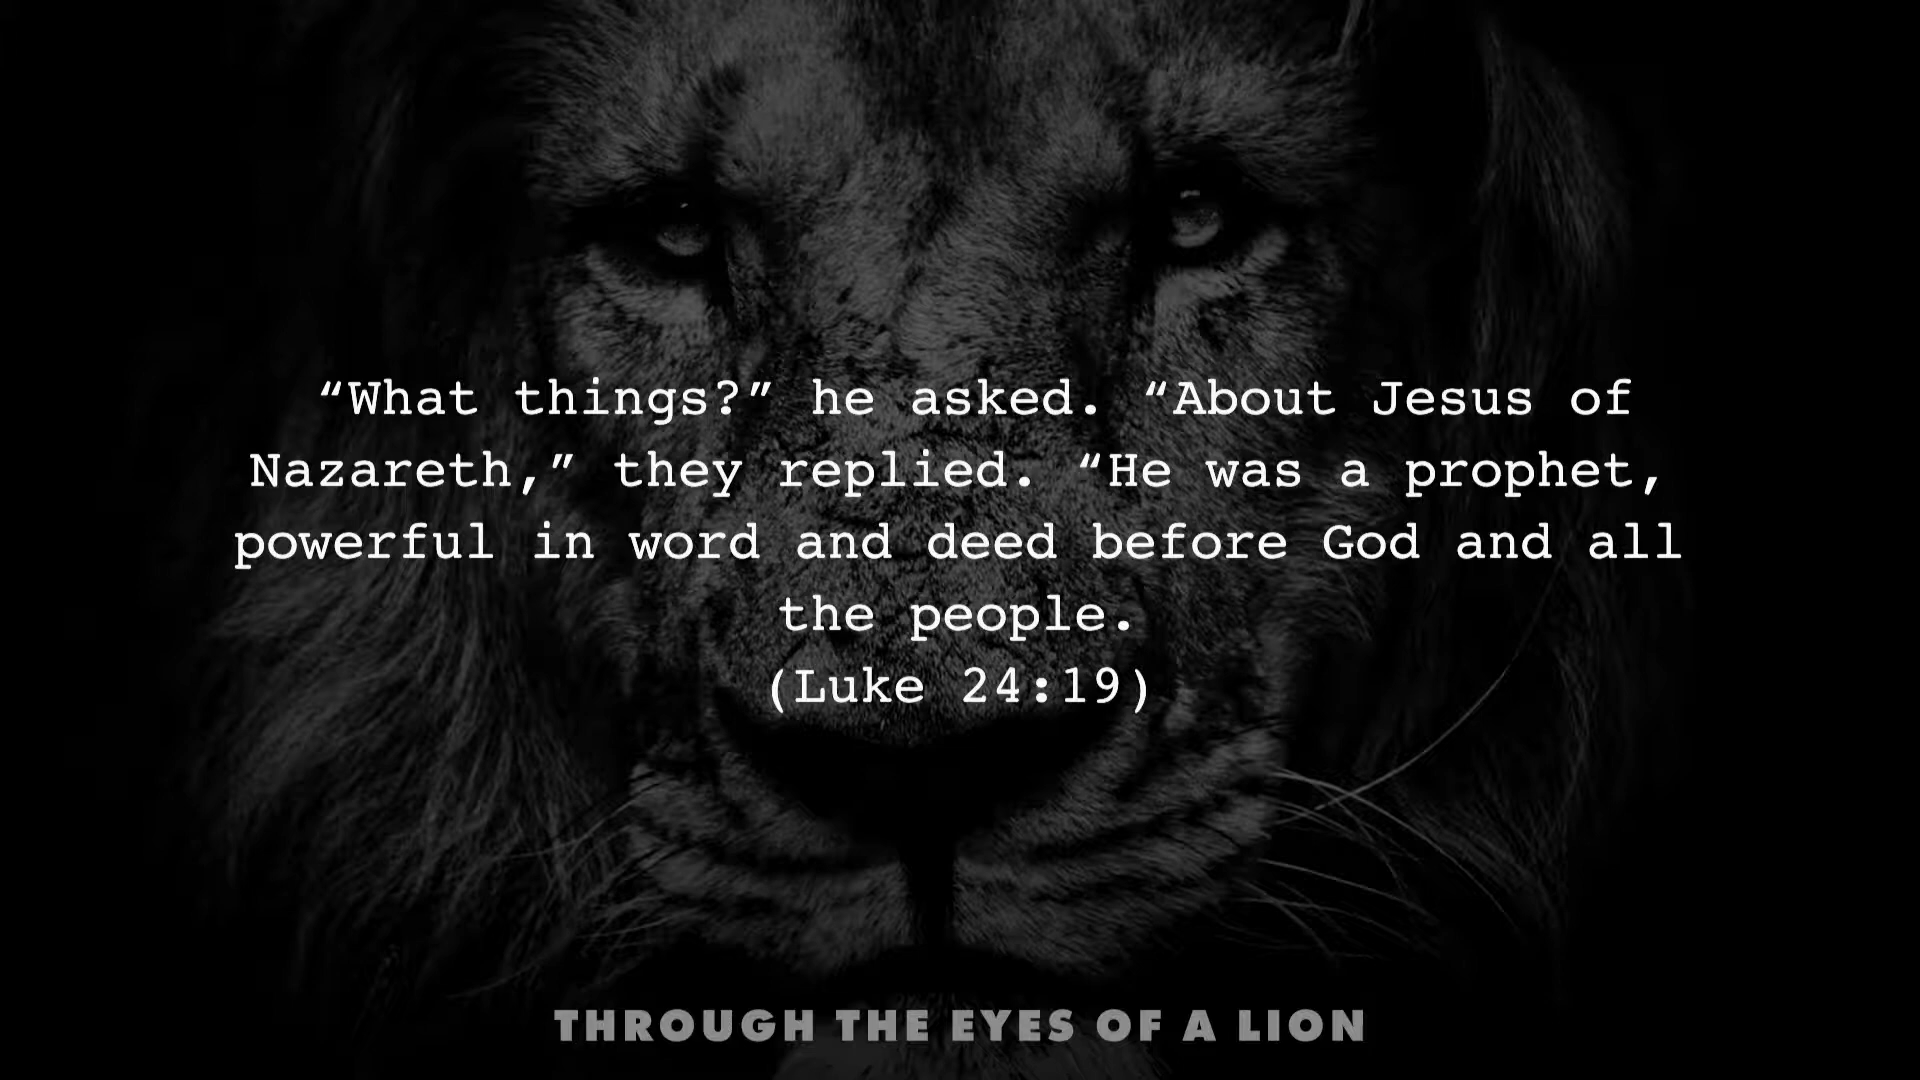 “What things?” he asked. “About Jesus of
Nazareth,” they replied. “He was a prophet,
powerful in word and deed before God and all
the people.
(Luke 24:19)
THROUGH THE EYES OF A LION